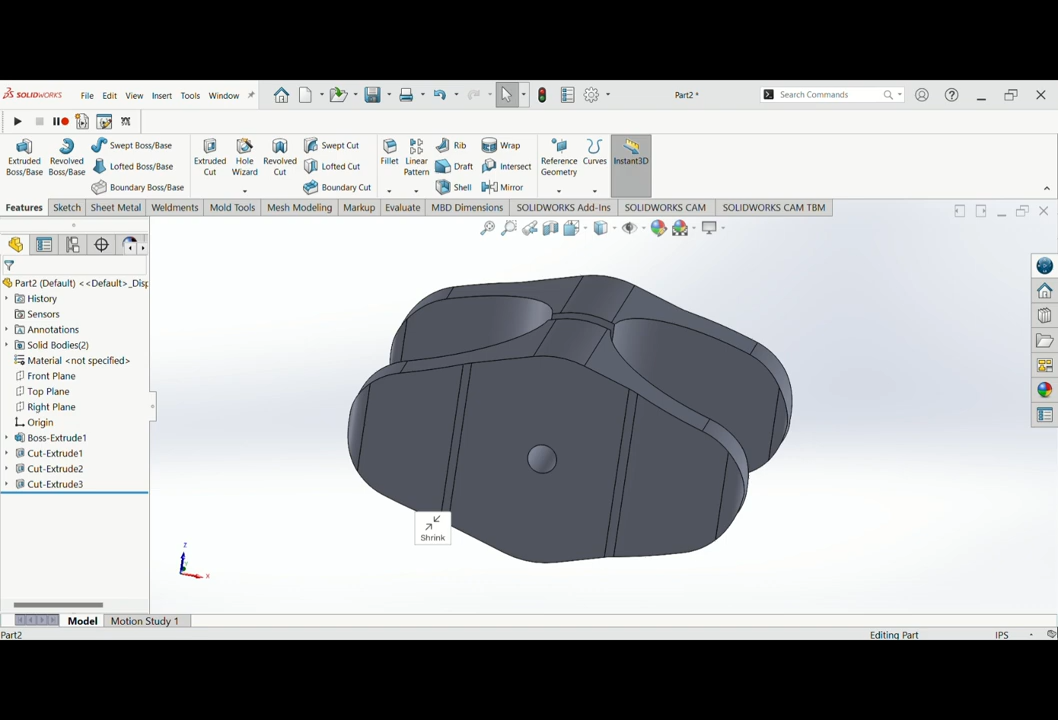 SOLIDWORKS File Edit View Insert Tools Window Part2 * Search Commands
Extruded Boss/Base
Revolved Boss/Base
Swept Boss/Base
Lofted Boss/Base
Boundary Boss/Base
Extruded Cut
Hole Wizard
Revolved Cut
Swept Cut
Lofted Cut
Boundary Cut
Fillet
Linear Pattern
Rib
Draft
Shell
Wrap
Intersect
Mirror
Reference Geometry
Curves
Instant3D
Features Sketch Sheet Metal Weldments Mold Tools Mesh Modeling Markup Evaluate MBD Dimensions SOLIDWORKS Add-Ins SOLIDWORKS CAM SOLIDWORKS CAM TBM
Part2 (Default) <<Default>_Disp
History
Sensors
Annotations
Solid Bodies(2)
Material <not specified>
Front Plane
Top Plane
Right Plane
Origin
Boss-Extrude1
Cut-Extrude1
Cut-Extrude2
Cut-Extrude3
Shrink
z
x
Model Motion Study 1
Part2 Editing Part IPS